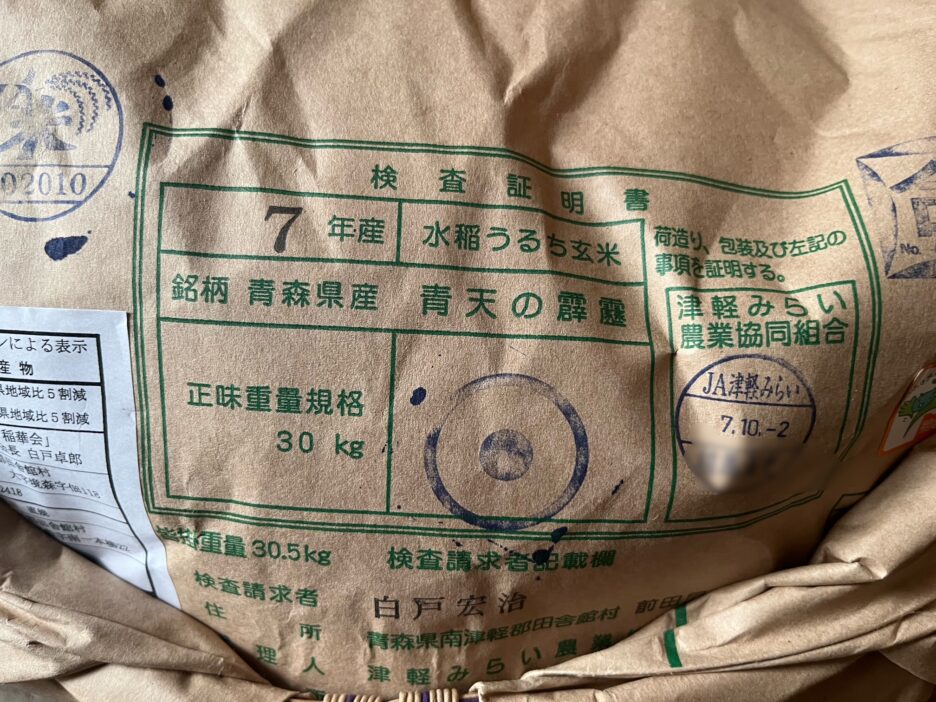 米
02010
検査証明書
7 年産 水稲うるち玄米
銘柄 青森県産 青天の霹靂
正味重量規格
30 kg
荷造り、包装及び左記の
事項を証明する。
津軽みらい
農業協同組合
JA津軽みらい
7.10.-2
No.
による表示
産物
地域比5割減
県地域比5割減
稲華会」
長 白戸卓郎
舘村
2418
重量 30.5kg 検査請求者記載欄
検査請求者 白戸宏治
住所 青森県南津軽郡田舎館村 前田
理人 津軽みらい農